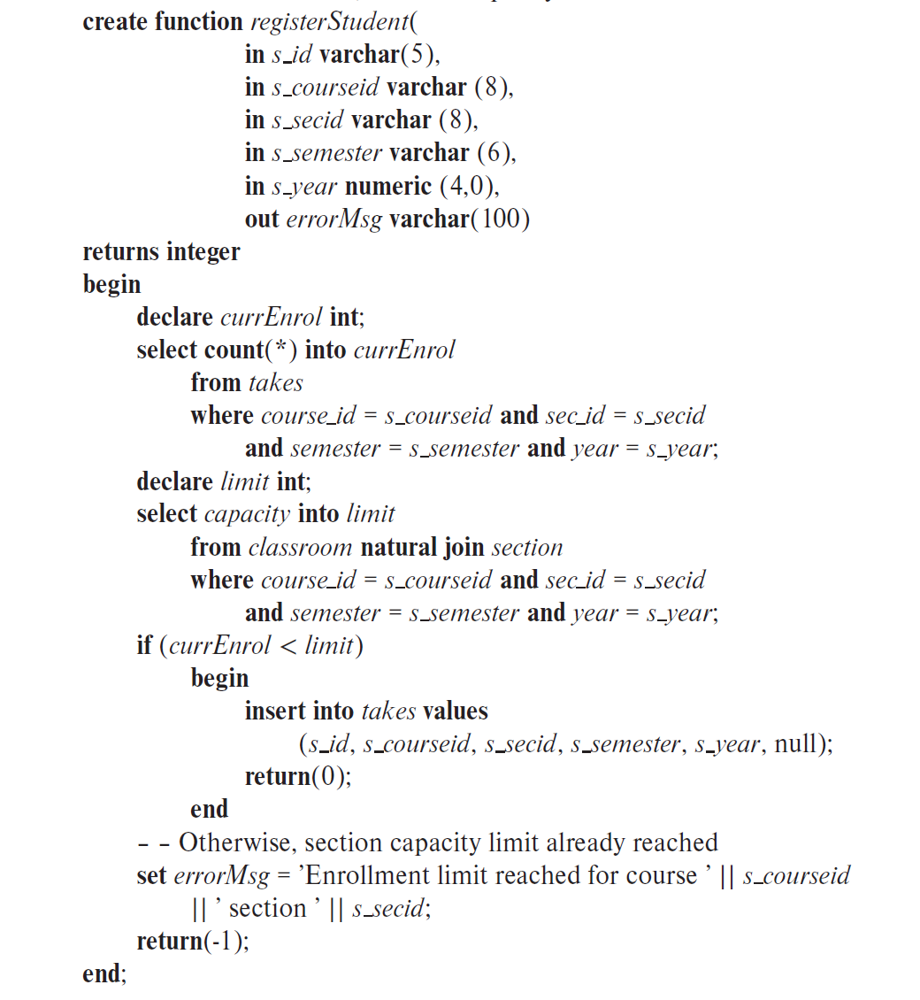 create function registerStudent(
in s_id varchar(5),
in s_courseid varchar (8),
in s_secid varchar (8),
in s_semester varchar (6),
in s_year numeric (4,0),
out errorMsg varchar(100)
returns integer
begin
declare currEnrol int;
select count(*) into currEnrol
from takes
where course_id = s_courseid and sec_id = s_secid
and semester = s_semester and year = s_year;
declare limit int;
select capacity into limit
from classroom natural join section
where course_id = s_courseid and sec_id = s_secid
and semester = s_semester and year = s_year;
if (currEnrol < limit)
begin
insert into takes values
(s_id, s_courseid, s_secid, s_semester, s_year, null);
return(0);
end
– – Otherwise, section capacity limit already reached
set errorMsg = ’Enrollment limit reached for course ’ || s_courseid
|| ’ section ’ || s_secid;
return(-1);
end;